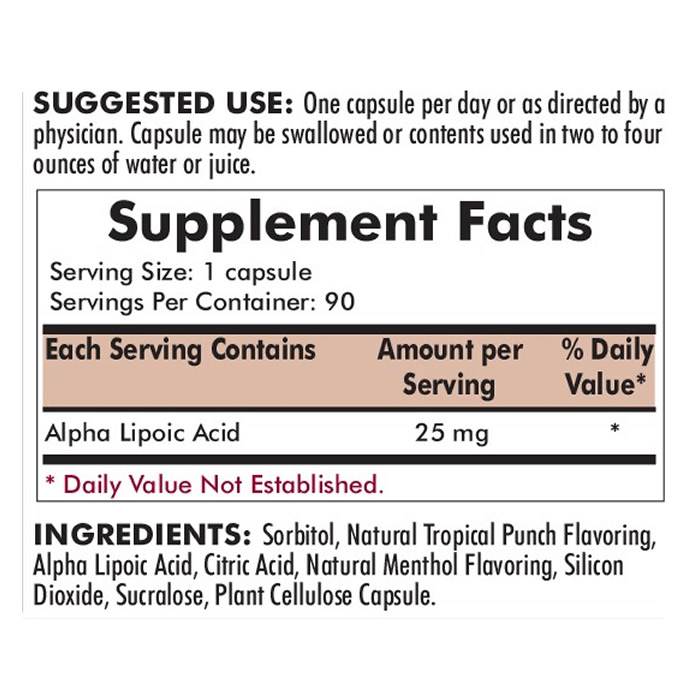 SUGGESTED USE: One capsule per day or as directed by a
physician. Capsule may be swallowed or contents used in two to four
ounces of water or juice.
Supplement Facts
Serving Size: 1 capsule
Servings Per Container: 90
Each Serving Contains Amount per % Daily
Serving Value*
Alpha Lipoic Acid 25 mg *
* Daily Value Not Established.
INGREDIENTS: Sorbitol, Natural Tropical Punch Flavoring,
Alpha Lipoic Acid, Citric Acid, Natural Menthol Flavoring, Silicon
Dioxide, Sucralose, Plant Cellulose Capsule.